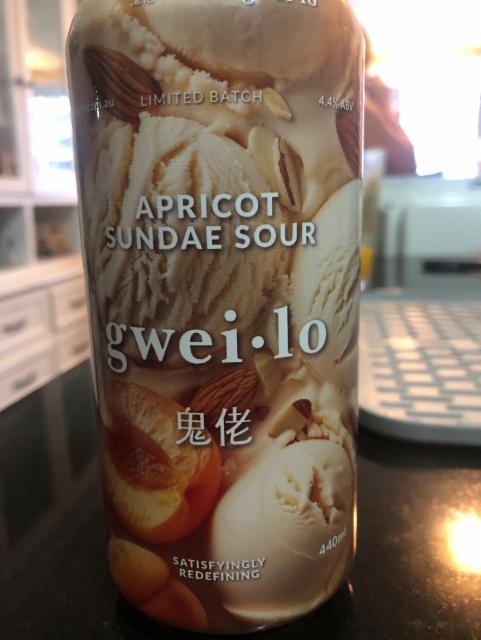 LIMITED BATCH
4.4% ABV
APRICOT
SUNDAE SOUR
gwei·lo
鬼佬
440ml
SATISFYINGLY
REDEFINING